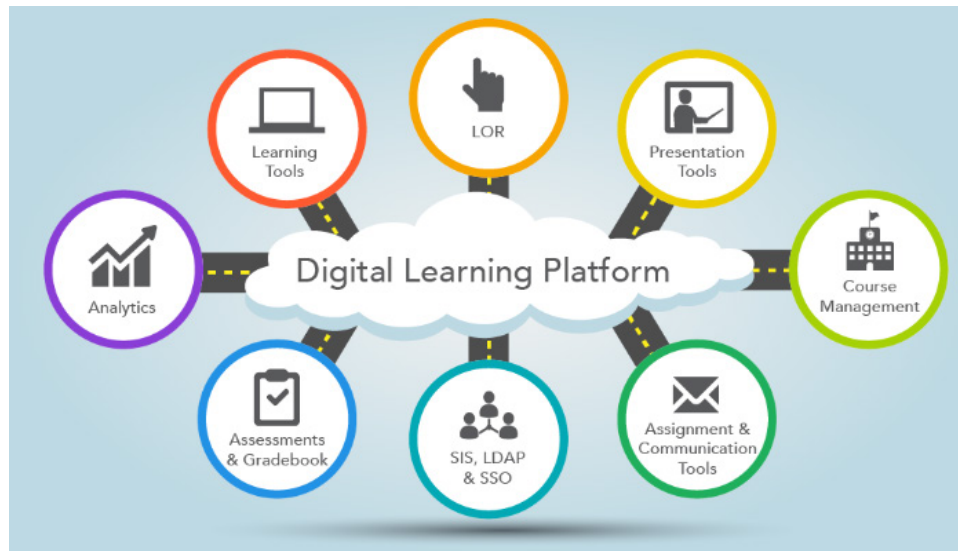 LOR
Learning
Tools
Presentation
Tools
Analytics
Digital Learning Platform
Course
Management
Assessments
& Gradebook
SIS, LDAP
& SSO
Assignment &
Communication
Tools